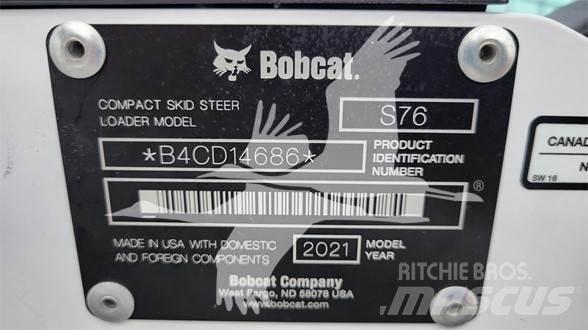 Bobcat.
COMPACT SKID STEER
LOADER MODEL
S76
*B4CD14686*
PRODUCT
IDENTIFICATION
NUMBER
®
MADE IN USA WITH DOMESTIC
AND FOREIGN COMPONENTS
2021
MODEL
YEAR
Bobcat Company
West Fargo, ND 58078 USA
www.bobcat.com
CANAD
N
SW 16
RITCHIE BROS.
MASCUS